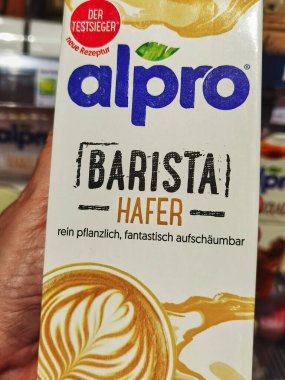 DER
TESTSIEGER*
neue Rezeptur
alpro®
BARISTA
HAFER
rein pflanzlich, fantastisch aufschäumbar